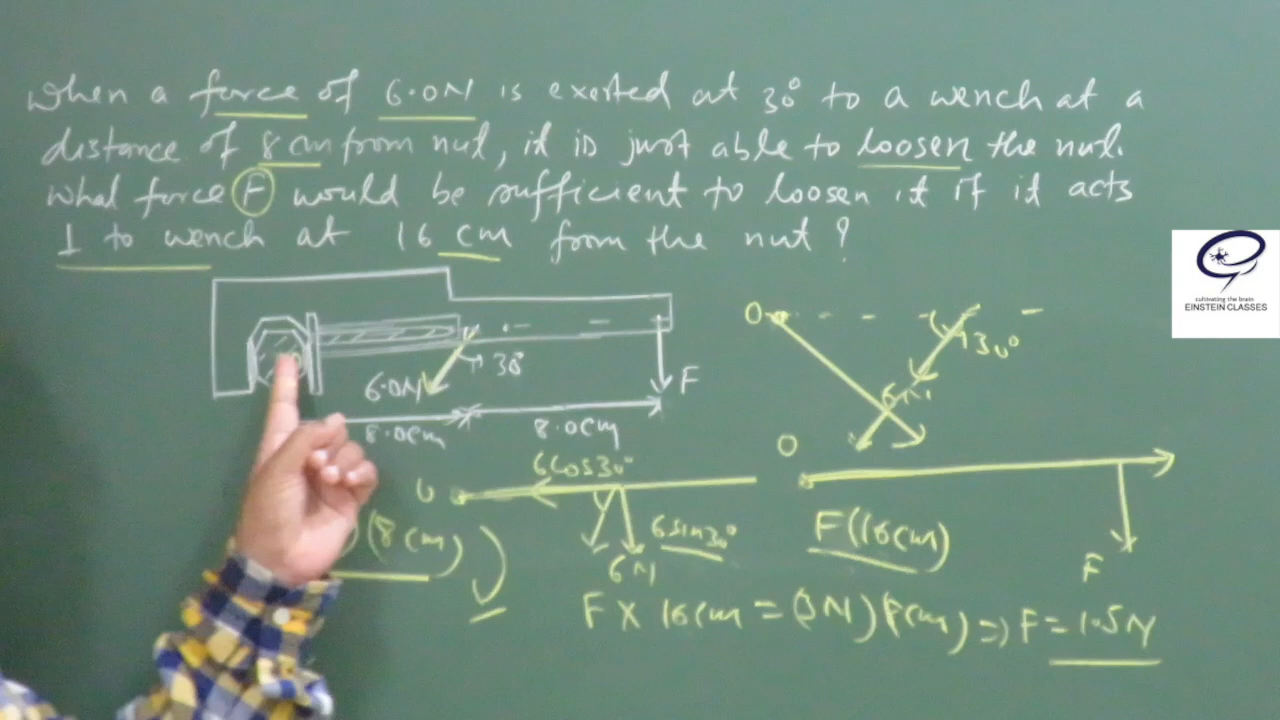 When a force of 6.0N is exerted at 30° to a wench at a
distance of 8 cm from nut, it is just able to loosen the nut.
What force F would be sufficient to loosen it if it acts
⊥ to wench at 16 cm from the nut?
30°
6.0N
F
8.0cm
8.0cm
O
30°
6N
O
6cos30°
6sin30°
6N
(8cm)
F(16cm)
F
F × 16cm = (3N)(8cm) => F = 1.5N
cultivating the brain
EINSTEIN CLASSES